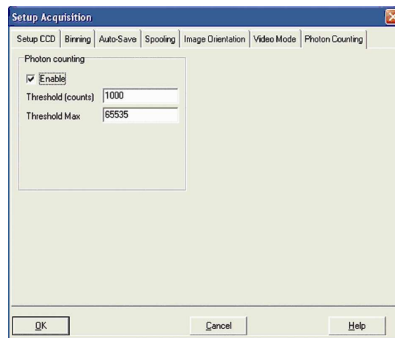 Setup Acquisition
Setup CCD Binning Auto-Save Spooling Image Orientation Video Mode Photon Counting
Photon counting
Enable
Threshold (counts) 1000
Threshold Max 65535
OK Cancel Help